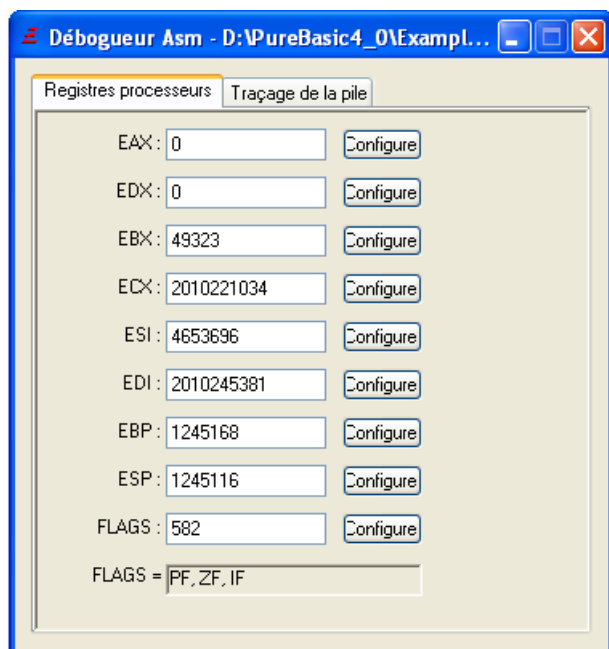 Débogueur Asm - D:\PureBasic4_0\Exampl...
Registres processeurs Traçage de la pile
EAX : 0 Configure
EDX : 0 Configure
EBX : 49323 Configure
ECX : 2010221034 Configure
ESI : 4653696 Configure
EDI : 2010245381 Configure
EBP : 1245168 Configure
ESP : 1245116 Configure
FLAGS : 582 Configure
FLAGS = PF, ZF, IF